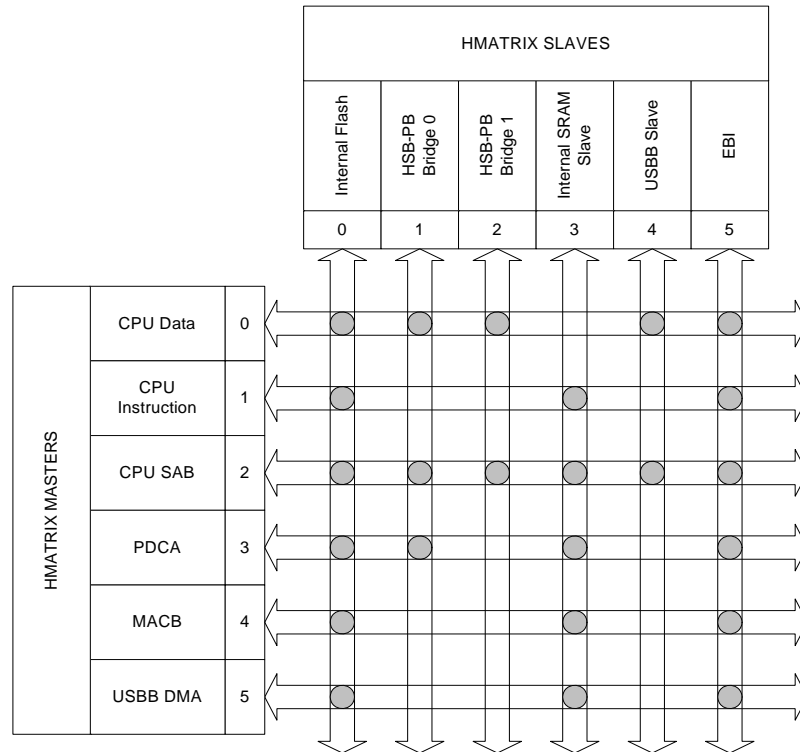 HMATRIX SLAVES
Internal Flash
HSB-PB
Bridge 0
HSB-PB
Bridge 1
Internal SRAM
Slave
USBB Slave
EBI
0
1
2
3
4
5
HMATRIX MASTERS
CPU Data
0
CPU
Instruction
1
CPU SAB
2
PDCA
3
MACB
4
USBB DMA
5